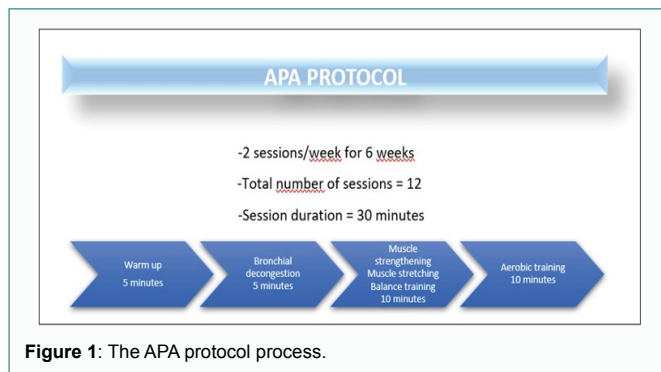 APA PROTOCOL
-2 sessions/week for 6 weeks
-Total number of sessions = 12
-Session duration = 30 minutes
Warm up
5 minutes
Bronchial
decongestion
5 minutes
Muscle
strengthening
Muscle stretching
Balance training
10 minutes
Aerobic training
10 minutes
Figure 1: The APA protocol process.